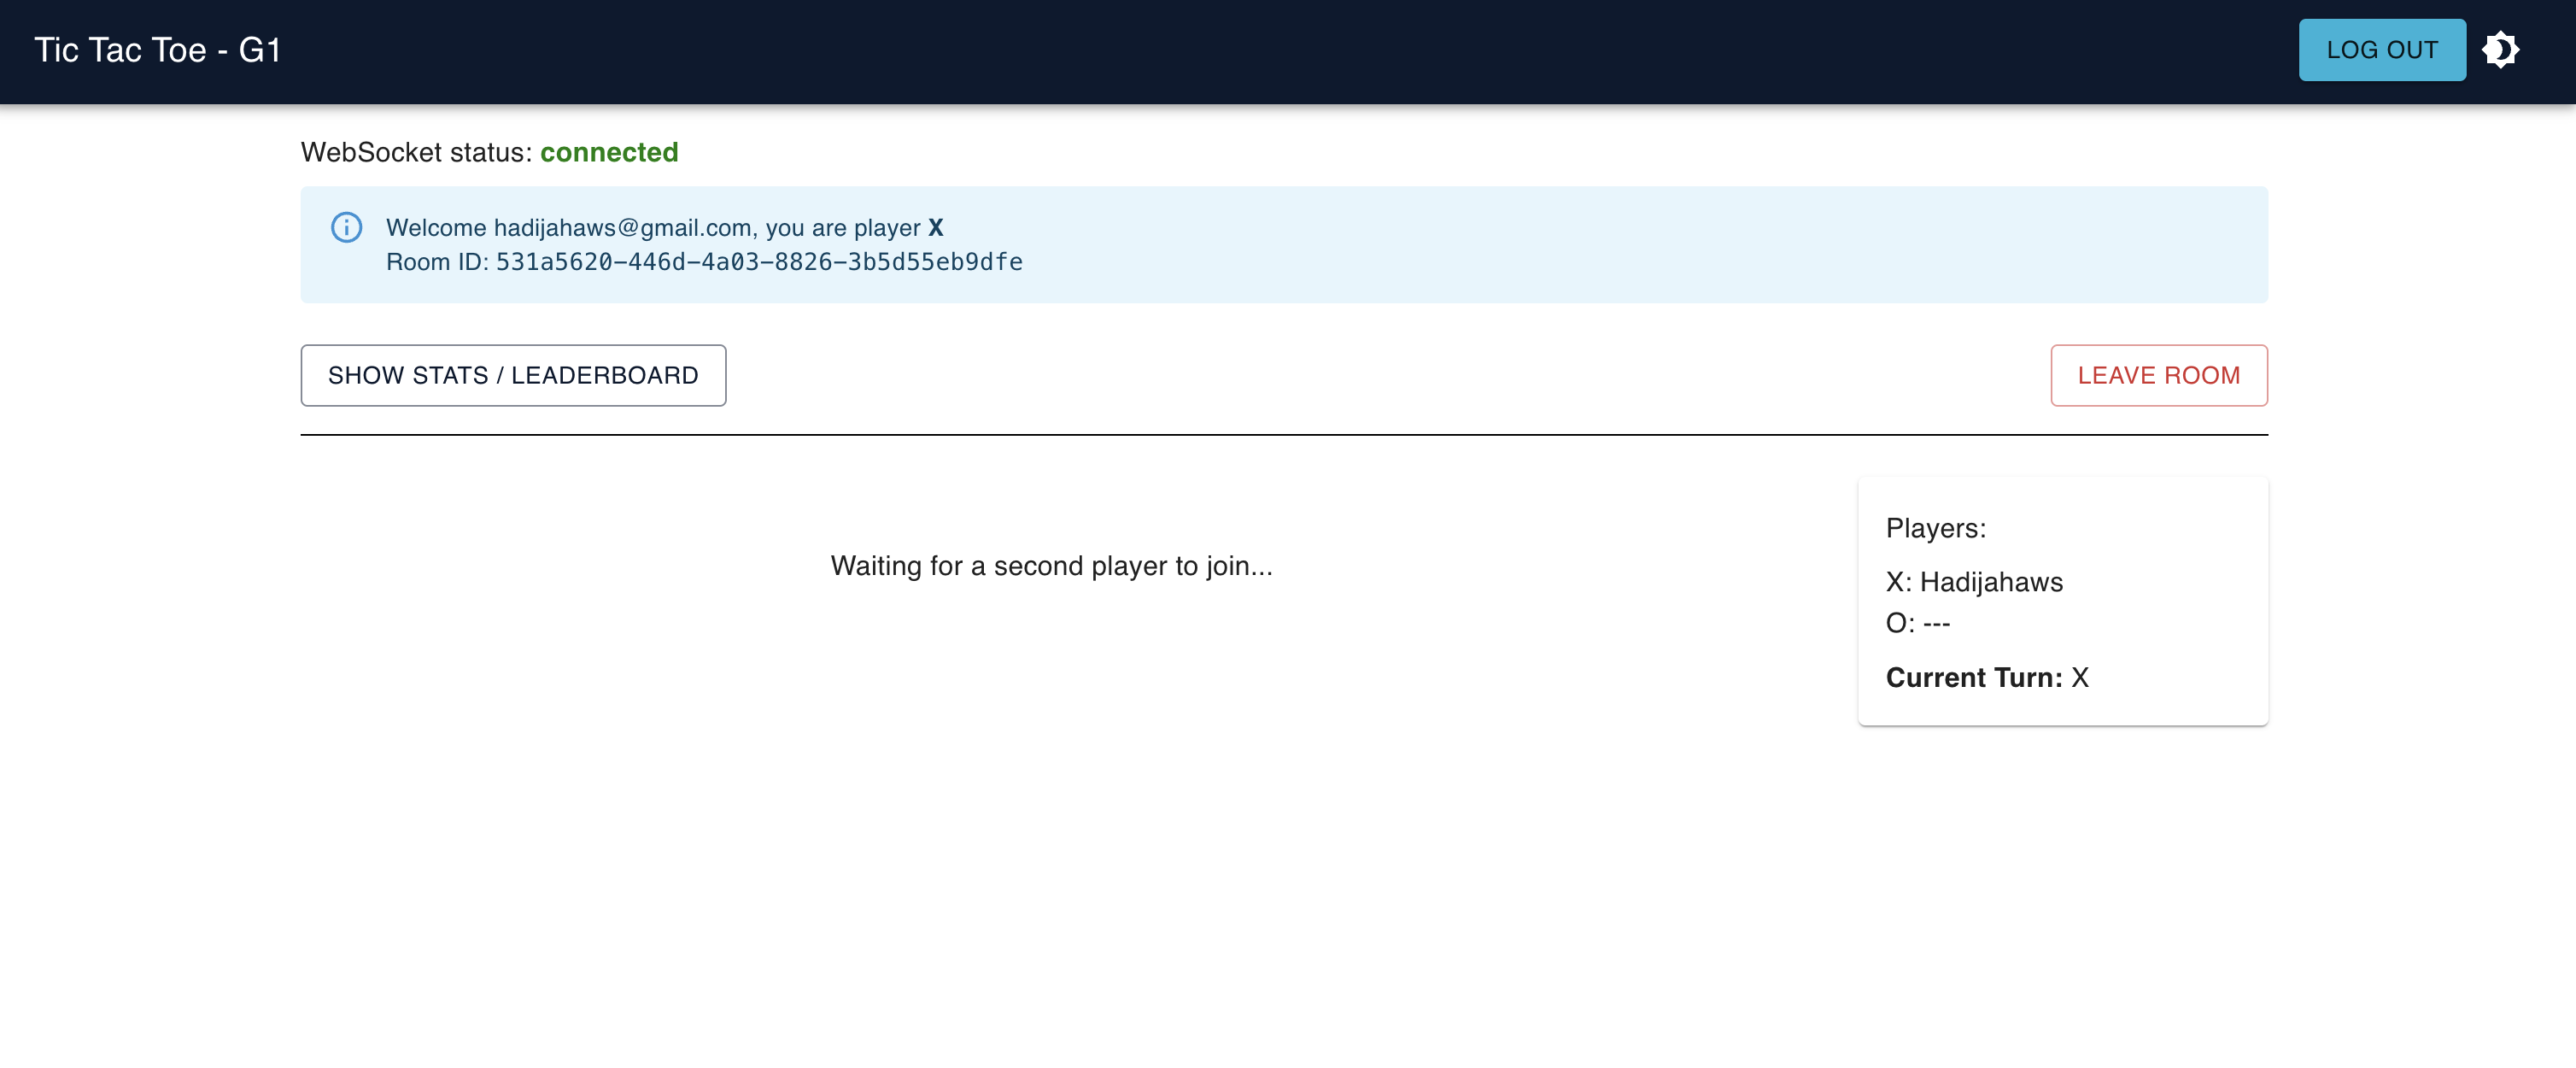 Tic Tac Toe - G1
LOG OUT
WebSocket status: connected
Welcome hadijahaws@gmail.com, you are player X
Room ID: 531a5620-446d-4a03-8826-3b5d55eb9dfe
SHOW STATS / LEADERBOARD
LEAVE ROOM
Waiting for a second player to join...
Players:
X: Hadijahaws
O: ---
Current Turn: X